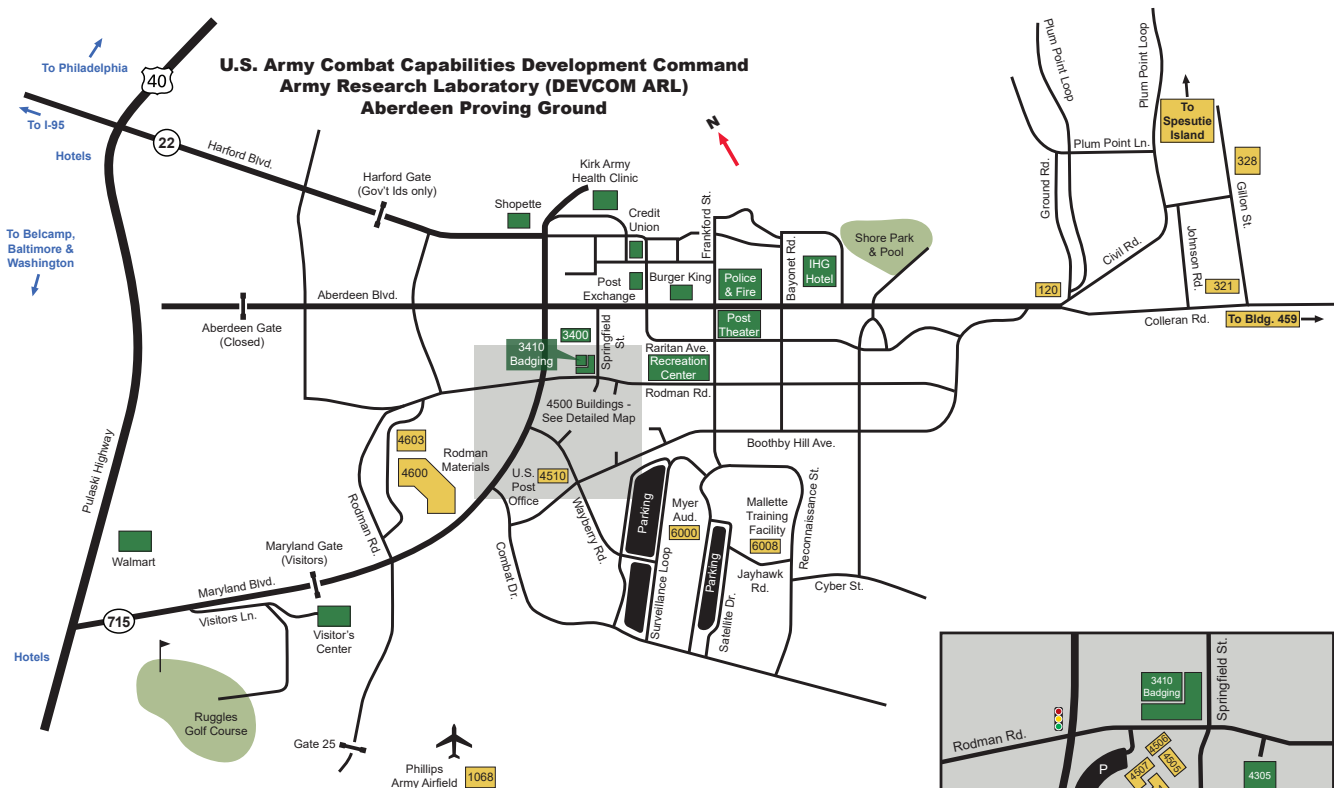 U.S. Army Combat Capabilities Development Command
Army Research Laboratory (DEVCOM ARL)
Aberdeen Proving Ground
To Philadelphia
40
To I-95
Hotels
22
Harford Blvd.
Harford Gate
(Gov't Ids only)
To Belcamp,
Baltimore &
Washington
N
Kirk Army
Health Clinic
Shopette
Credit
Union
Frankford St.
Bayonet Rd.
IHG
Hotel
Shore Park
& Pool
Plum Point Loop
Plum Point Loop
To
Spesutie
Island
Plum Point Ln.
328
Ground Rd.
Gillon St.
Civil Rd.
Johnson Rd.
321
120
Colleran Rd.
To Bldg. 459
Post
Exchange
Burger King
Police
& Fire
Aberdeen Blvd.
Aberdeen Gate
(Closed)
Post
Theater
3400
Springfield
St.
3410
Badging
Raritan Ave.
Recreation
Center
Rodman Rd.
4500 Buildings -
See Detailed Map
Boothby Hill Ave.
4603
4600
Rodman
Materials
U.S.
Post
Office
4510
Wayberry Rd.
Parking
Myer
Aud.
6000
Mallette
Training
Facility
6008
Reconnaissance St.
Pulaski Highway
Rodman Rd.
Walmart
Maryland Gate
(Visitors)
Combat Dr.
Surveillance Loop
Parking
Satellite Dr.
Jayhawk
Rd.
Cyber St.
Maryland Blvd.
715
Visitors Ln.
Visitor's
Center
Hotels
Ruggles
Golf Course
Gate 25
Phillips
Army Airfield
1068
3410
Badging
Springfield St.
Rodman Rd.
P
4506
4507
4505
4305